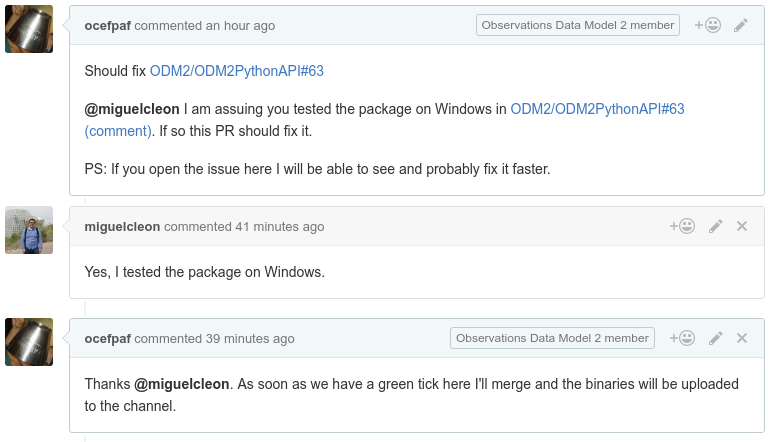 ocefpaf commented an hour ago Observations Data Model 2 member
Should fix ODM2/ODM2PythonAPI#63
@miguelcleon I am assuing you tested the package on Windows in ODM2/ODM2PythonAPI#63
(comment). If so this PR should fix it.
PS: If you open the issue here I will be able to see and probably fix it faster.
miguelcleon commented 41 minutes ago
Yes, I tested the package on Windows.
ocefpaf commented 39 minutes ago Observations Data Model 2 member
Thanks @miguelcleon. As soon as we have a green tick here I'll merge and the binaries will be uploaded
to the channel.